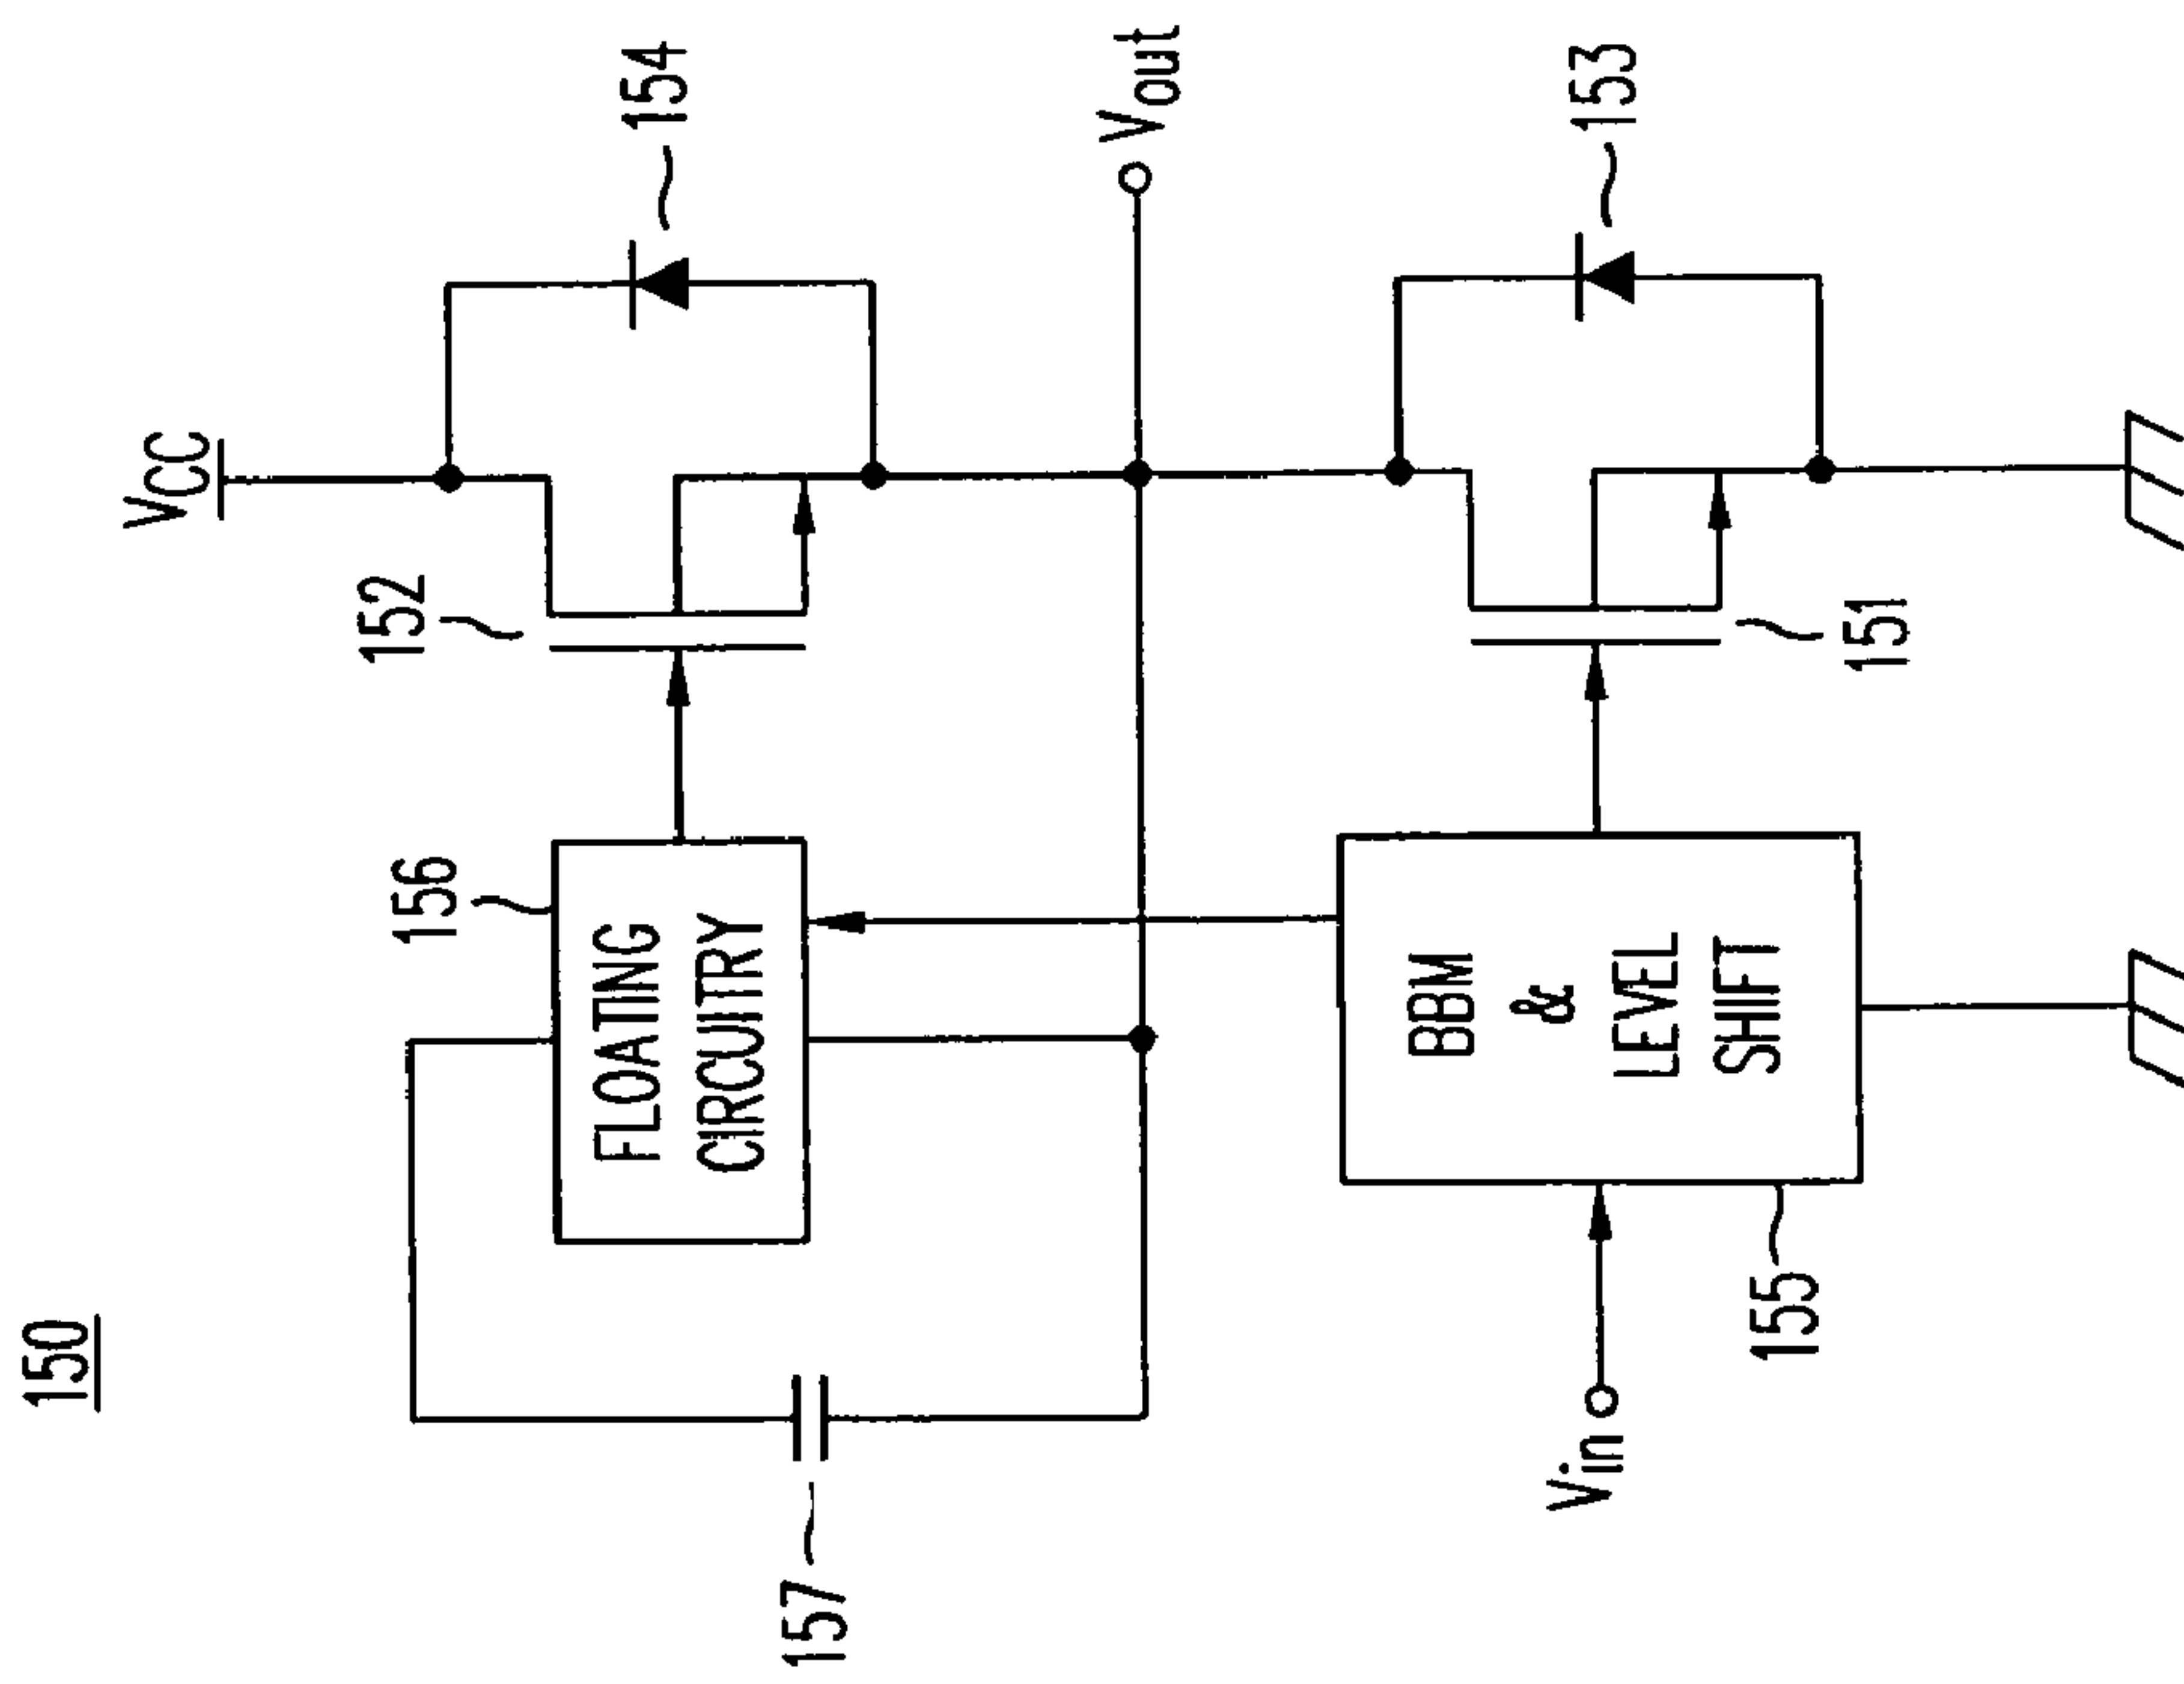 150
VCC
152
154
156
FLOATING
CIRCUITRY
157
Vout
Vin
BBM
&
LEVEL
SHIFT
155
151
153